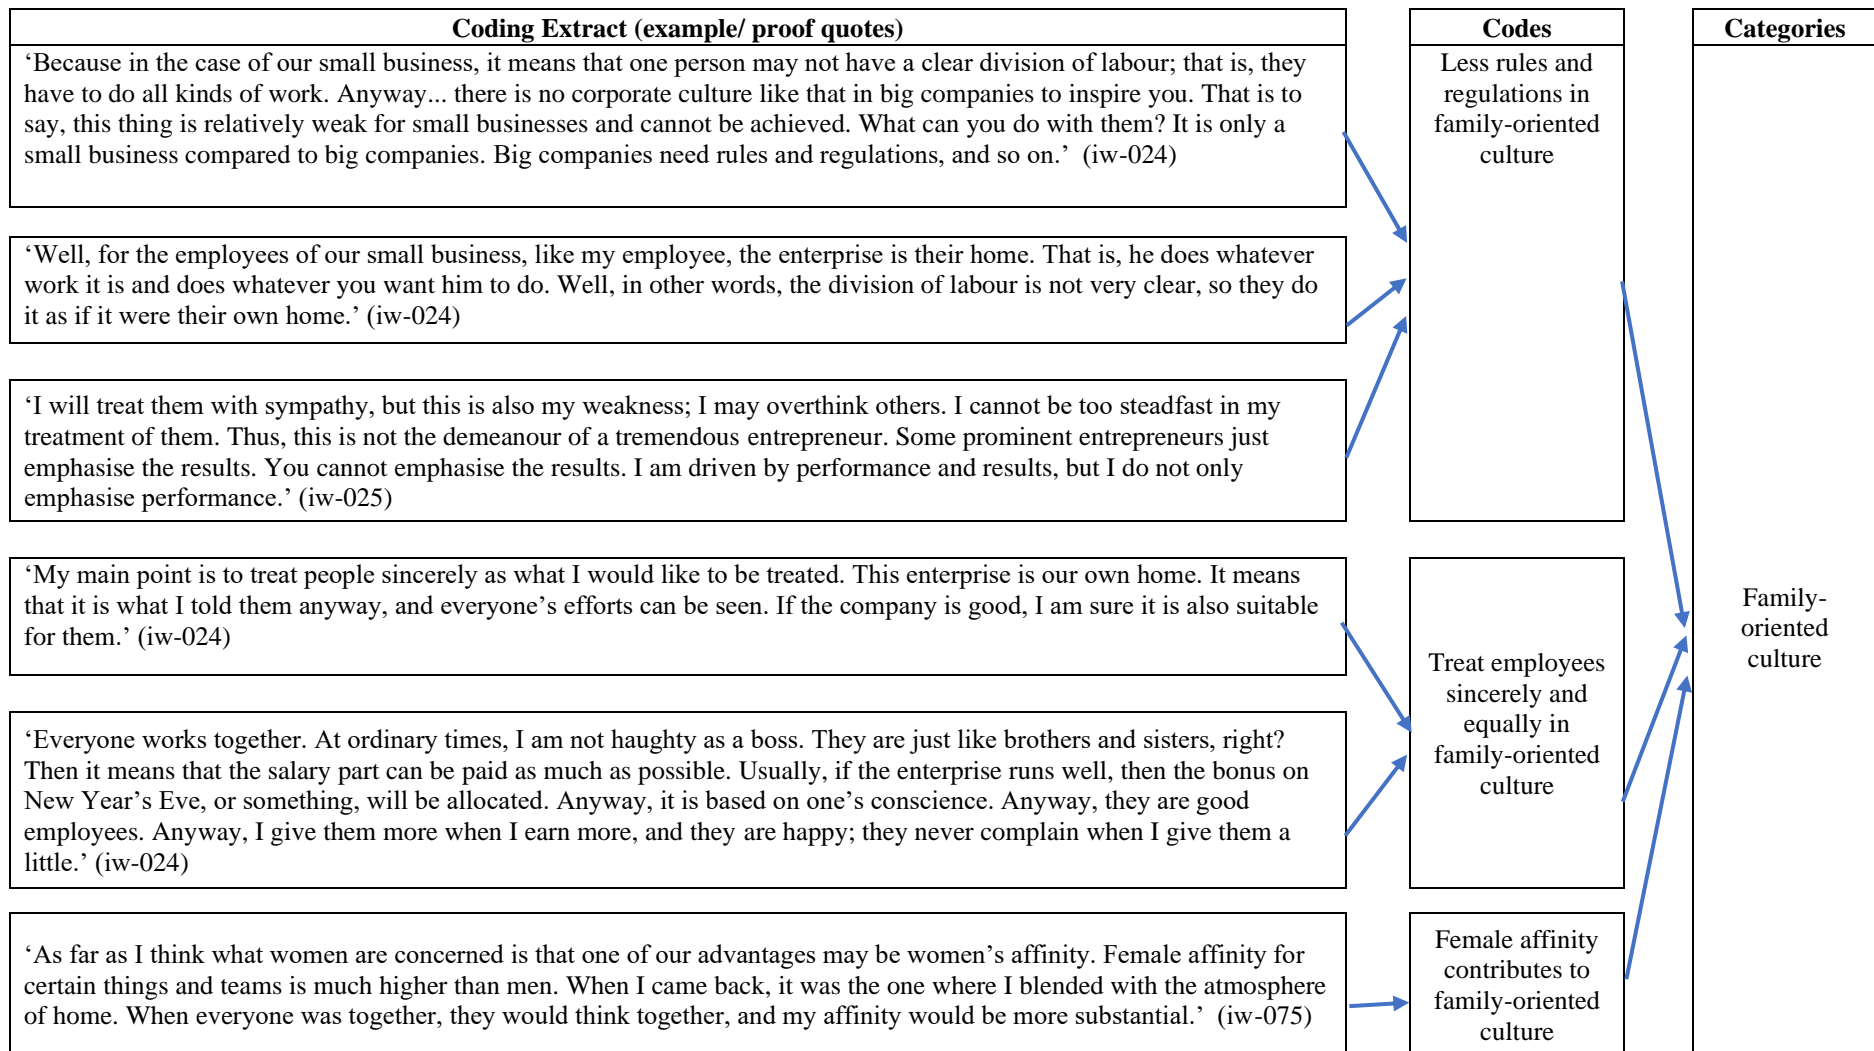 Coding Extract (example/ proof quotes)
‘Because in the case of our small business, it means that one person may not have a clear division of labour; that is, they
have to do all kinds of work. Anyway... there is no corporate culture like that in big companies to inspire you. That is to
say, this thing is relatively weak for small businesses and cannot be achieved. What can you do with them? It is only a
small business compared to big companies. Big companies need rules and regulations, and so on.’ (iw-024)
‘Well, for the employees of our small business, like my employee, the enterprise is their home. That is, he does whatever
work it is and does whatever you want him to do. Well, in other words, the division of labour is not very clear, so they do
it as if it were their own home.’ (iw-024)
‘I will treat them with sympathy, but this is also my weakness; I may overthink others. I cannot be too steadfast in my
treatment of them. Thus, this is not the demeanour of a tremendous entrepreneur. Some prominent entrepreneurs just
emphasise the results. You cannot emphasise the results. I am driven by performance and results, but I do not only
emphasise performance.’ (iw-025)
‘My main point is to treat people sincerely as what I would like to be treated. This enterprise is our own home. It means
that it is what I told them anyway, and everyone’s efforts can be seen. If the company is good, I am sure it is also suitable
for them.’ (iw-024)
‘Everyone works together. At ordinary times, I am not haughty as a boss. They are just like brothers and sisters, right?
Then it means that the salary part can be paid as much as possible. Usually, if the enterprise runs well, then the bonus on
New Year’s Eve, or something, will be allocated. Anyway, it is based on one’s conscience. Anyway, they are good
employees. Anyway, I give them more when I earn more, and they are happy; they never complain when I give them a
little.’ (iw-024)
‘As far as I think what women are concerned is that one of our advantages may be women’s affinity. Female affinity for
certain things and teams is much higher than men. When I came back, it was the one where I blended with the atmosphere
of home. When everyone was together, they would think together, and my affinity would be more substantial.’ (iw-075)
Codes
Less rules and
regulations in
family-oriented
culture
Treat employees
sincerely and
equally in
family-oriented
culture
Female affinity
contributes to
family-oriented
culture
Categories
Family-
oriented
culture